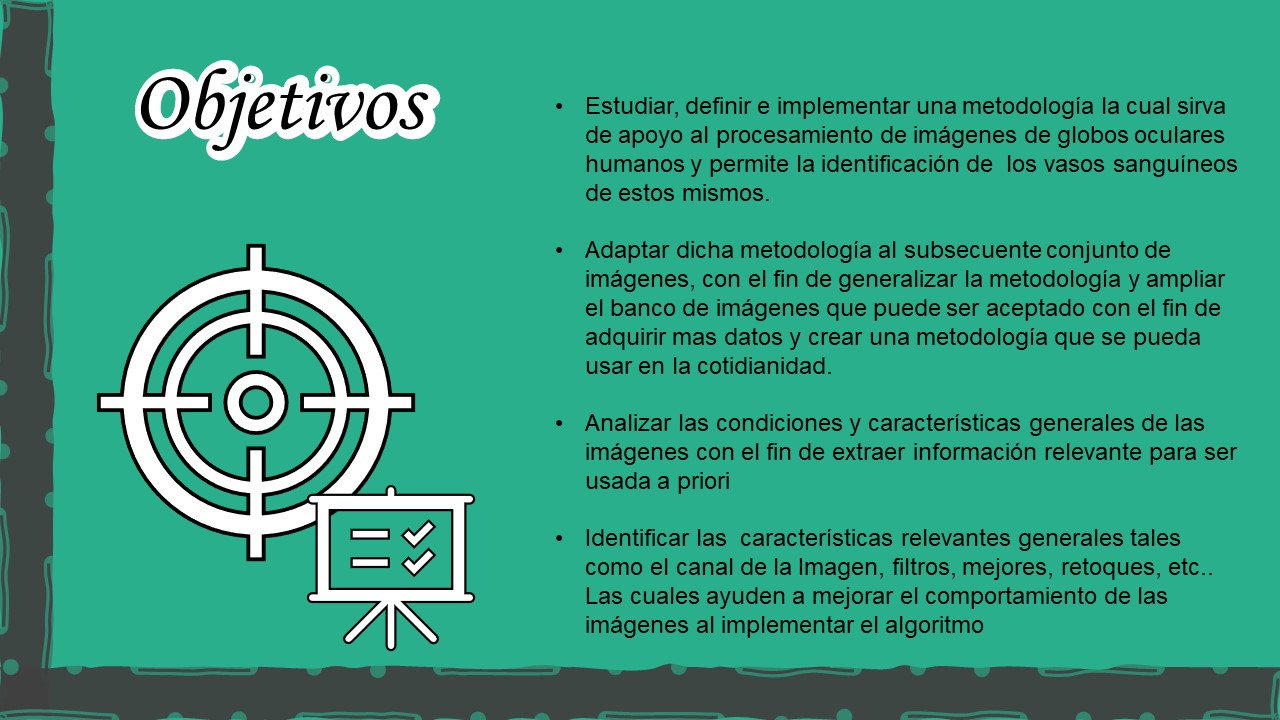 Objetivos
• Estudiar, definir e implementar una metodología la cual sirva
de apoyo al procesamiento de imágenes de globos oculares
humanos y permite la identificación de  los vasos sanguíneos
de estos mismos.
• Adaptar dicha metodología al subsecuente conjunto de
imágenes, con el fin de generalizar la metodología y ampliar
el banco de imágenes que puede ser aceptado con el fin de
adquirir mas datos y crear una metodología que se pueda
usar en la cotidianidad.
• Analizar las condiciones y características generales de las
imágenes con el fin de extraer información relevante para ser
usada a priori
• Identificar las  características relevantes generales tales
como el canal de la Imagen, filtros, mejores, retoques, etc..
Las cuales ayuden a mejorar el comportamiento de las
imágenes al implementar el algoritmo